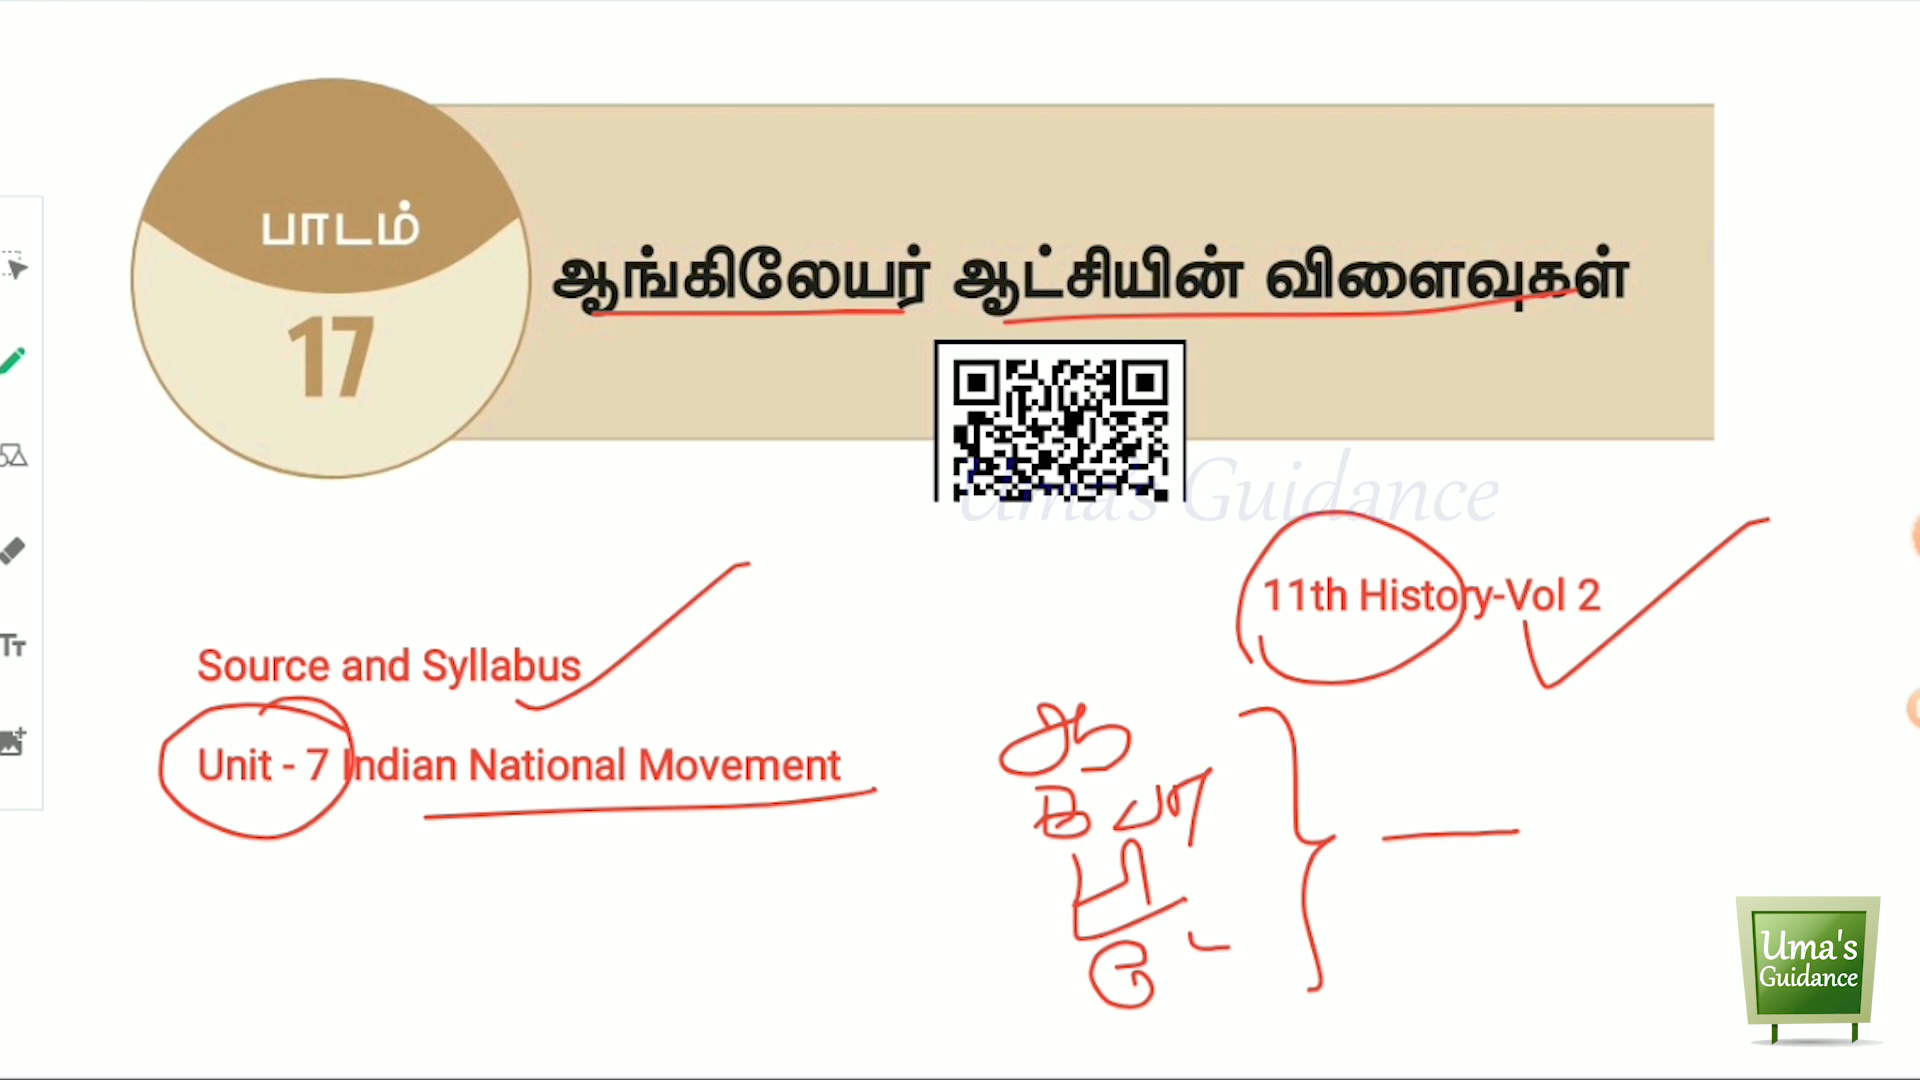 பாடம்
17
ஆங்கிலேயர் ஆட்சியின் விளைவுகள்
Uma's Guidance
11th History-Vol 2
Source and Syllabus
Unit - 7 Indian National Movement
Uma's
Guidance